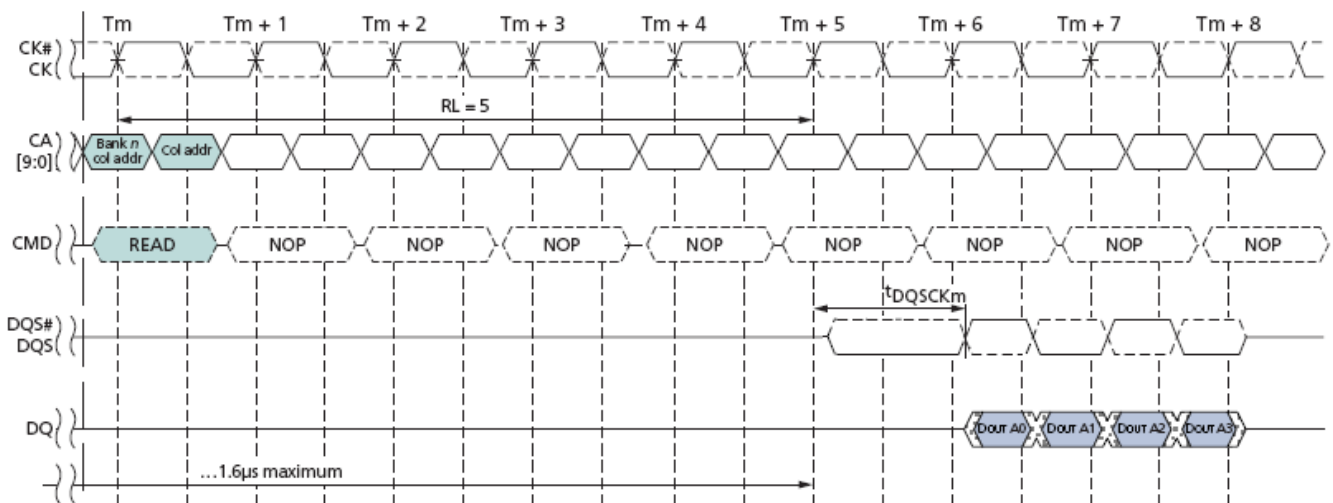 Tm Tm + 1 Tm + 2 Tm + 3 Tm + 4 Tm + 5 Tm + 6 Tm + 7 Tm + 8
CK#
CK
RL = 5
CA
[9:0]
Bank n
col addr
Col addr
CMD READ NOP NOP NOP NOP NOP NOP NOP NOP
tDQSCKm
DQS#
DQS
DQ DOUT A0 DOUT A1 DOUT A2 DOUT A3
...1.6µs maximum